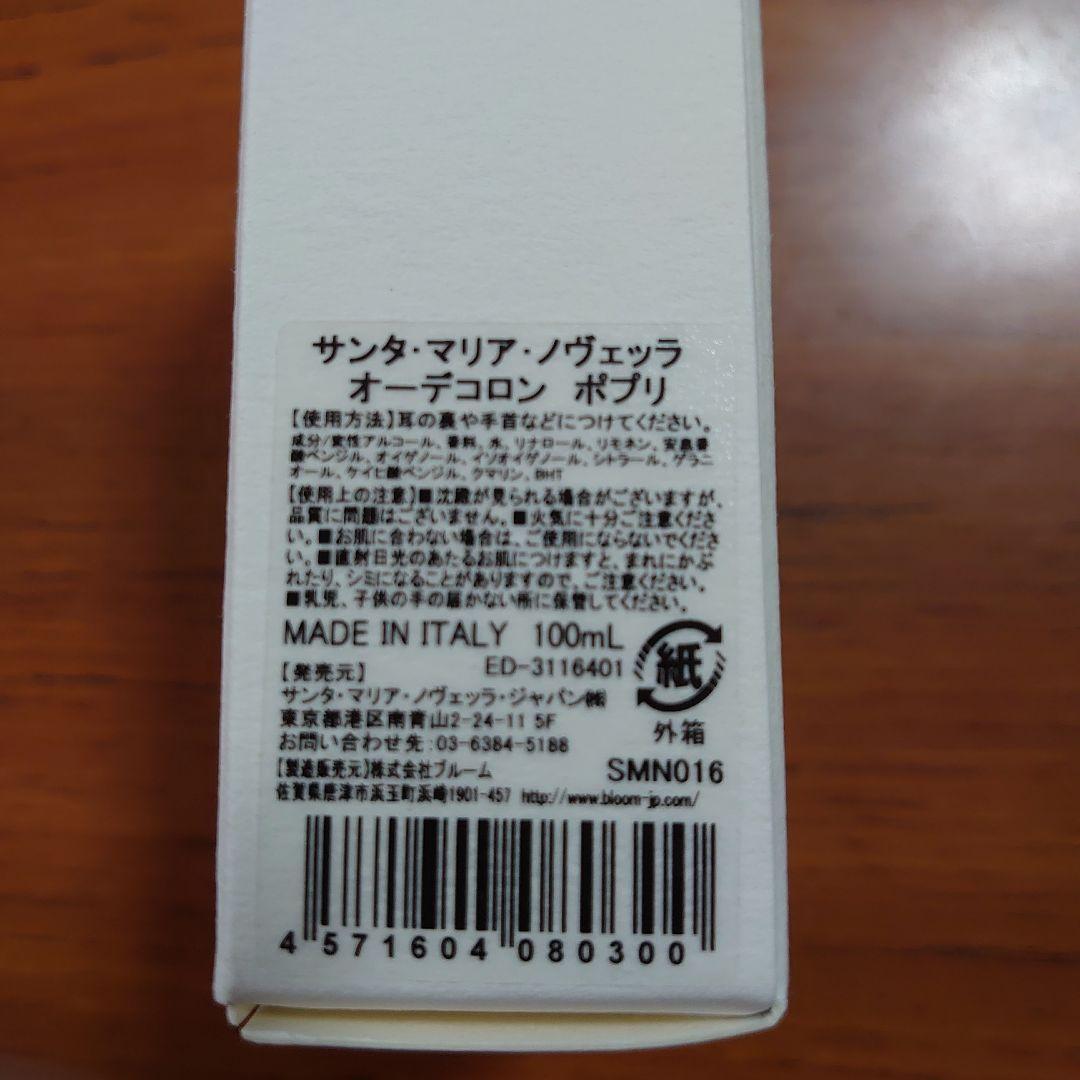 サンタ・マリア・ノヴェッラ
オーデコロン ポプリ
【使用方法】耳の裏や手首などにつけてください。
成分/変性アルコール、香料、水、リナロール、リモネン、安息香
酸ベンジル、オイゲノール、イソオイゲノール、シトラール、ゲラニ
オール、ケイヒ酸ベンジル、クマリン、BHT
【使用上の注意】■沈殿が見られる場合がございますが、
品質に問題はございません。■火気に十分ご注意くださ
い。■お肌に合わない場合は、ご使用にならないでくださ
い。■直射日光のあたるお肌につけますと、まれにかぶ
れたり、シミになることがありますので、ご注意ください。
■乳児、子供の手の届かない所に保管してください。
MADE IN ITALY 100mL
ED-3116401
紙
外箱
【発売元】
サンタ・マリア・ノヴェッラ・ジャパン㈱
東京都港区南青山2-24-11 5F
お問い合わせ先:03-6384-5188
【製造販売元】株式会社ブルーム
SMN016
佐賀県唐津市浜玉町浜崎1901-457 http://www.bloom-jp.com/
4 571604 080300